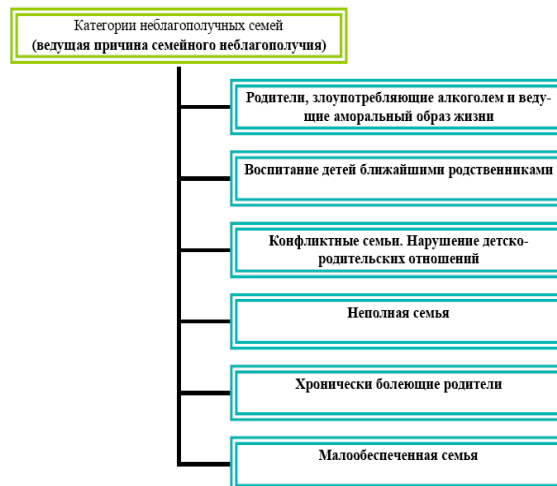 Категории неблагополучных семей
(ведущая причина семейного неблагополучия)
Родители, злоупотребляющие алкоголем и веду-
щие аморальный образ жизни
Воспитание детей ближайшими родственниками
Конфликтные семьи. Нарушение детско-
родительских отношений
Неполная семья
Хронически болеющие родители
Малообеспеченная семья